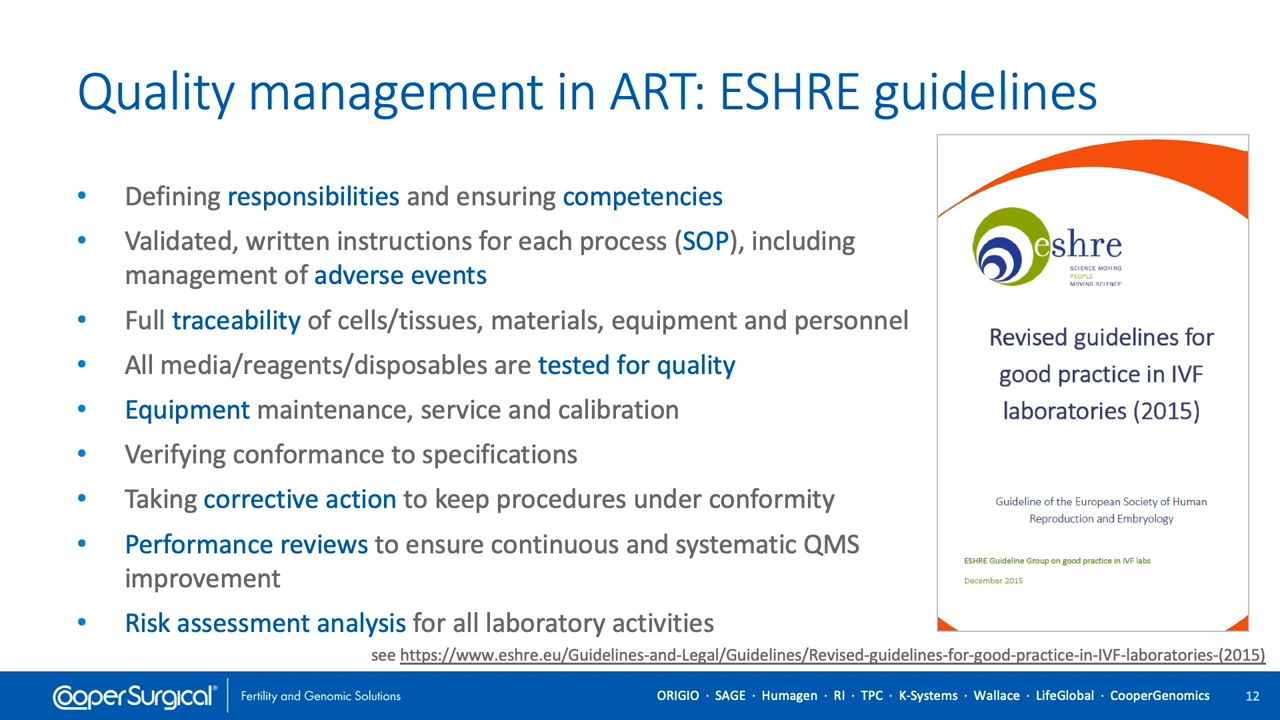 Quality management in ART: ESHRE guidelines
• Defining responsibilities and ensuring competencies
• Validated, written instructions for each process (SOP), including
management of adverse events
• Full traceability of cells/tissues, materials, equipment and personnel
• All media/reagents/disposables are tested for quality
• Equipment maintenance, service and calibration
• Verifying conformance to specifications
• Taking corrective action to keep procedures under conformity
• Performance reviews to ensure continuous and systematic QMS
improvement
• Risk assessment analysis for all laboratory activities
eshre
SCIENCE MOVING
PEOPLE
MOVING SCIENCE
Revised guidelines for
good practice in IVF
laboratories (2015)
Guideline of the European Society of Human
Reproduction and Embryology
ESHRE Guideline Group on good practice in IVF labs
December 2015
see https://www.eshre.eu/Guidelines-and-Legal/Guidelines/Revised-guidelines-for-good-practice-in-IVF-laboratories-(2015)
CooperSurgical® Fertility and Genomic Solutions
ORIGIO · SAGE · Humagen · RI · TPC · K-Systems · Wallace · LifeGlobal · CooperGenomics
12